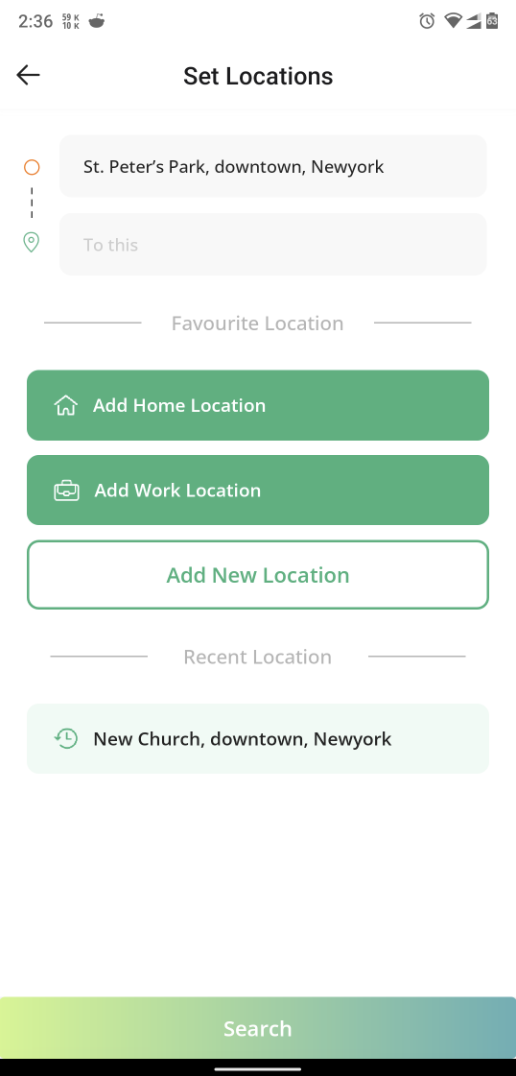 2:36 59 K
10 K 63
Set Locations
St. Peter’s Park, downtown, Newyork
To this
Favourite Location
Add Home Location
Add Work Location
Add New Location
Recent Location
New Church, downtown, Newyork
Search